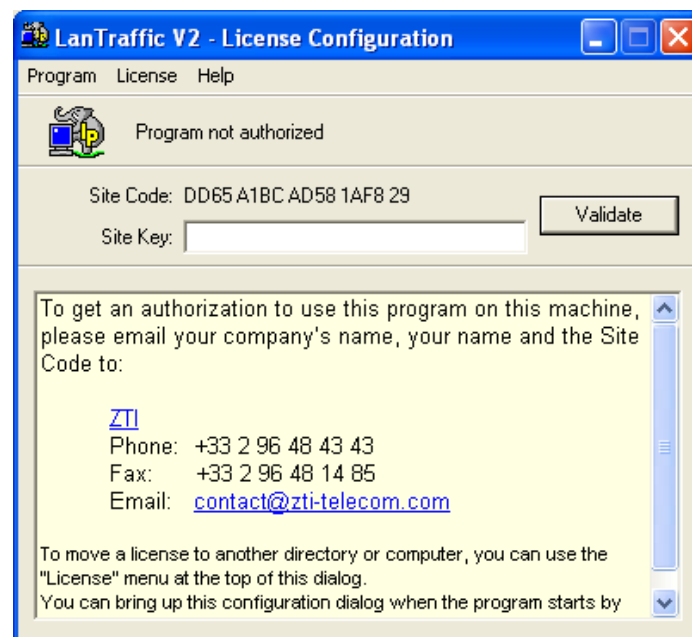 LanTraffic V2 - License Configuration
Program License Help
Program not authorized
Site Code: DD65 A1BC AD58 1AF8 29
Validate
Site Key:
To get an authorization to use this program on this machine,
please email your company's name, your name and the Site
Code to:
ZTI
Phone: +33 2 96 48 43 43
Fax: +33 2 96 48 14 85
Email: contact@zti-telecom.com
To move a license to another directory or computer, you can use the
"License" menu at the top of this dialog.
You can bring up this configuration dialog when the program starts by